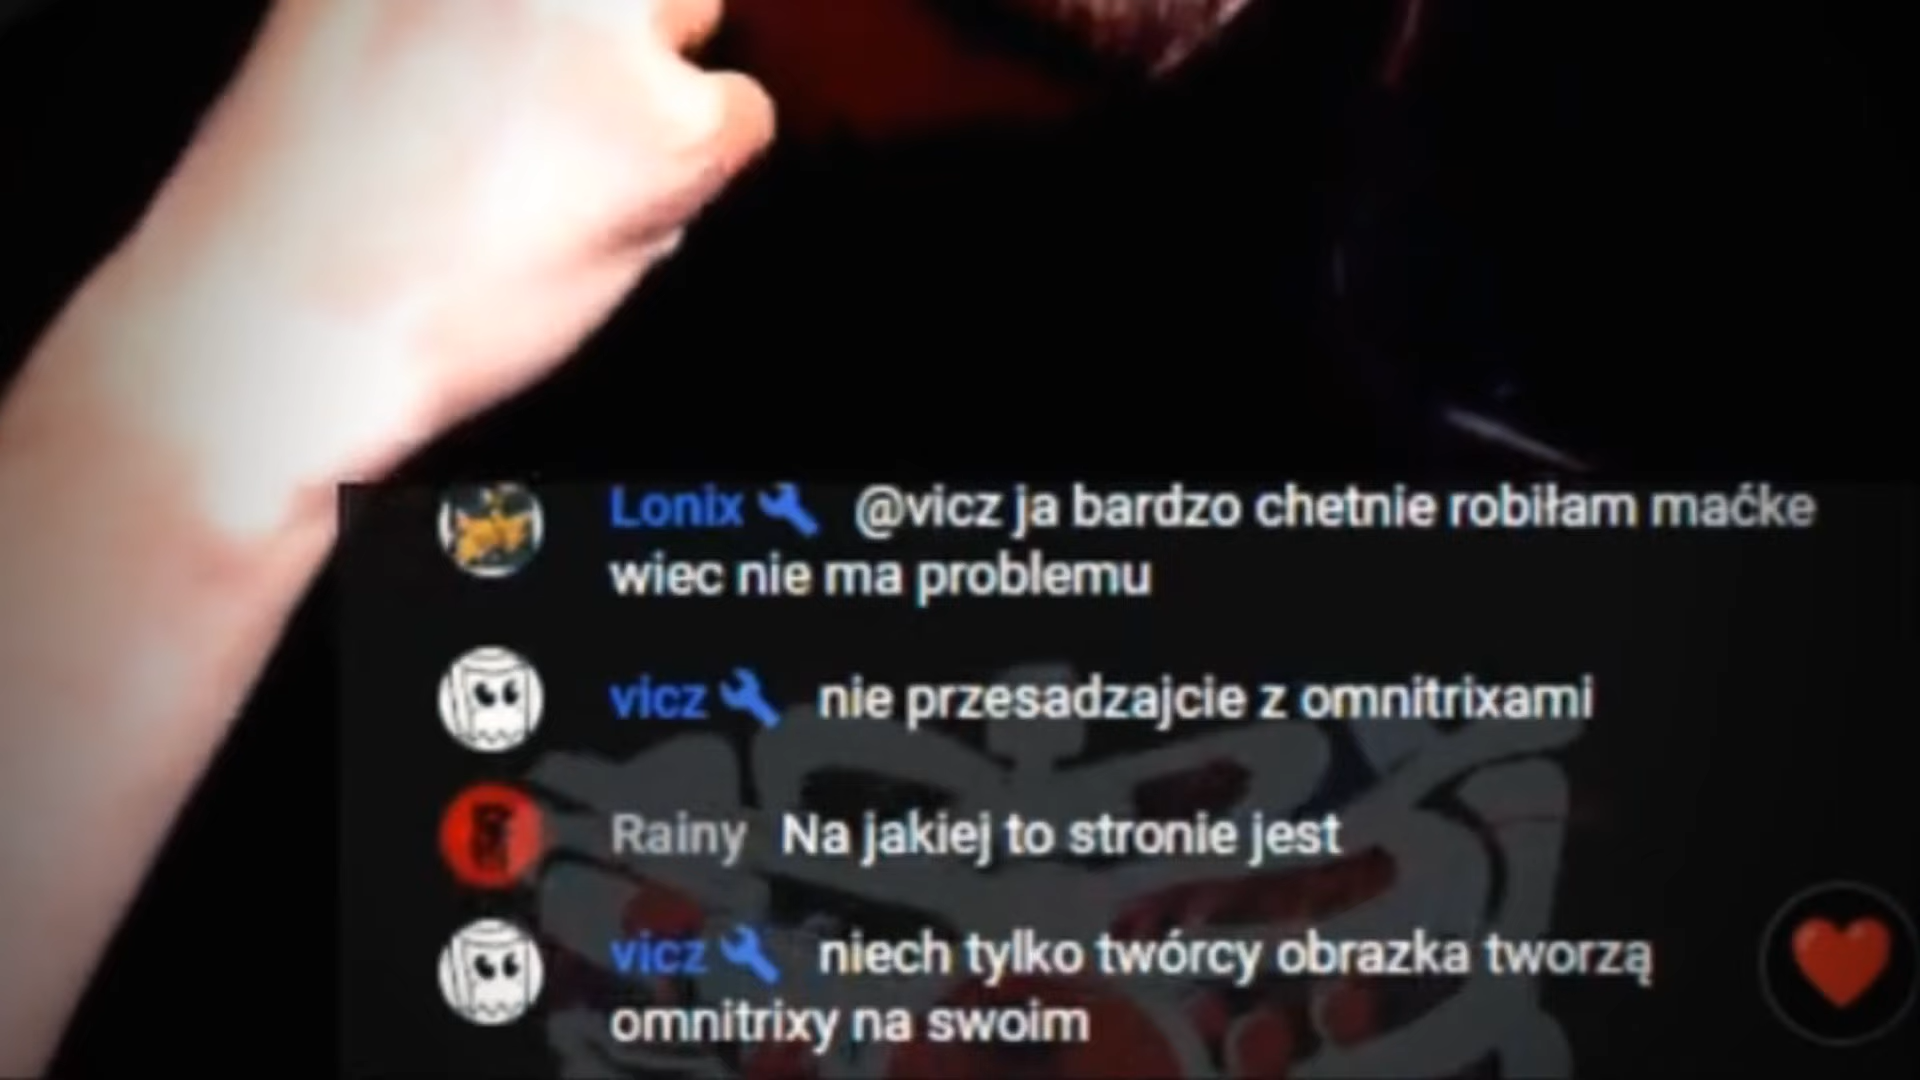 Lonix @vicz ja bardzo chetnie robiłam maćke
wiec nie ma problemu
vicz nie przesadzajcie z omnitrixami
Rainy Na jakiej to stronie jest
vicz niech tylko twórcy obrazka tworzą
omnitrixy na swoim